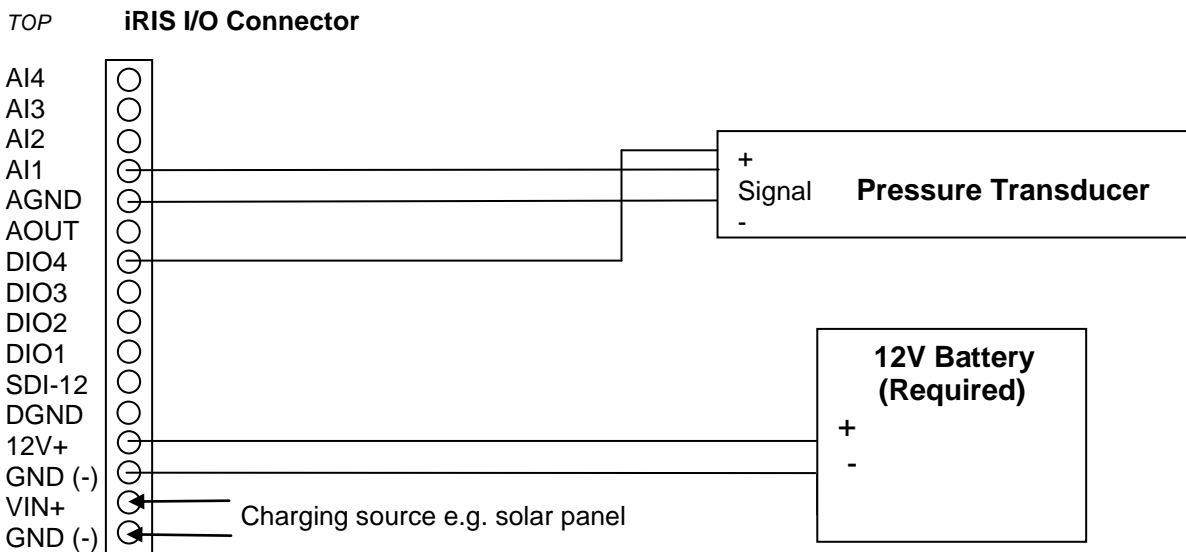 TOP iRIS I/O Connector
AI4
AI3
AI2
AI1
AGND
AOUT
DIO4
DIO3
DIO2
DIO1
SDI-12
DGND
12V+
GND (-)
VIN+
GND (-)
+
Signal Pressure Transducer
-
12V Battery
(Required)
+
-
Charging source e.g. solar panel